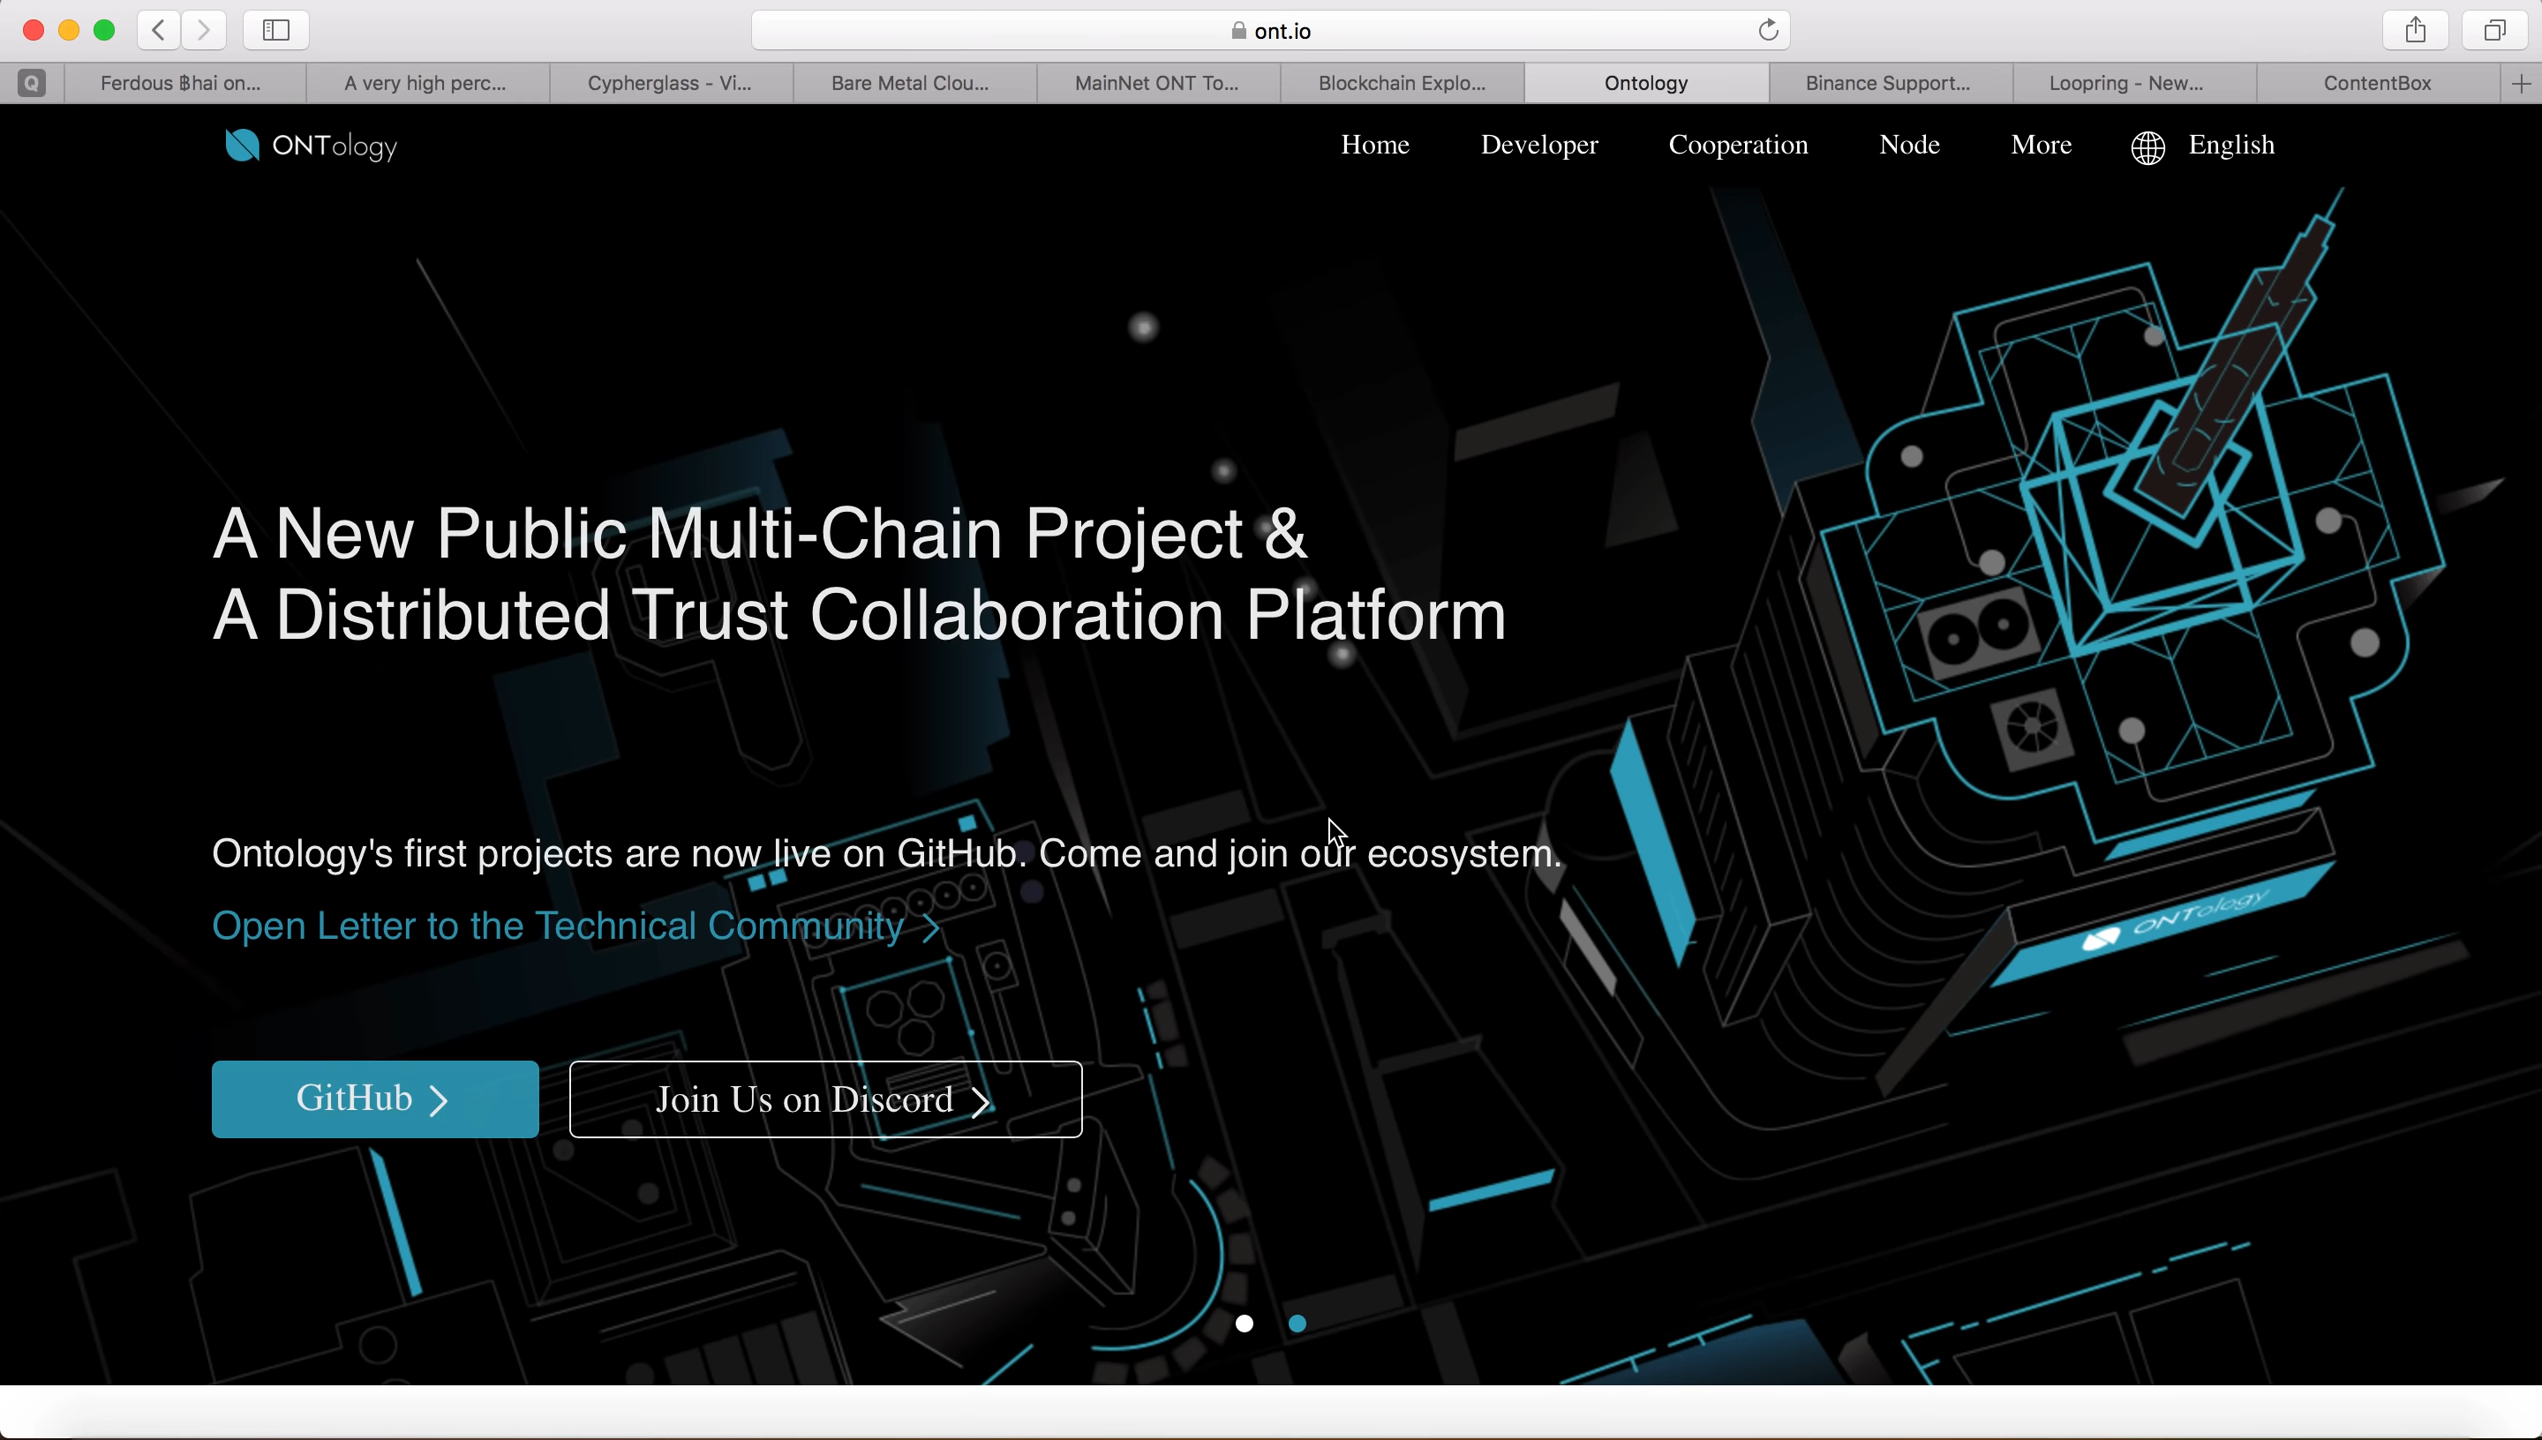 ont.io
Q
Ferdous ฿hai on...
A very high perc...
Cypherglass - Vi...
Bare Metal Clou...
MainNet ONT To...
Blockchain Explo...
Ontology
Binance Support...
Loopring - New...
ContentBox
ONTology
Home
Developer
Cooperation
Node
More
English
A New Public Multi-Chain Project &
A Distributed Trust Collaboration Platform
Ontology's first projects are now live on GitHub. Come and join our ecosystem.
Open Letter to the Technical Community >
ONTology
GitHub >
Join Us on Discord >